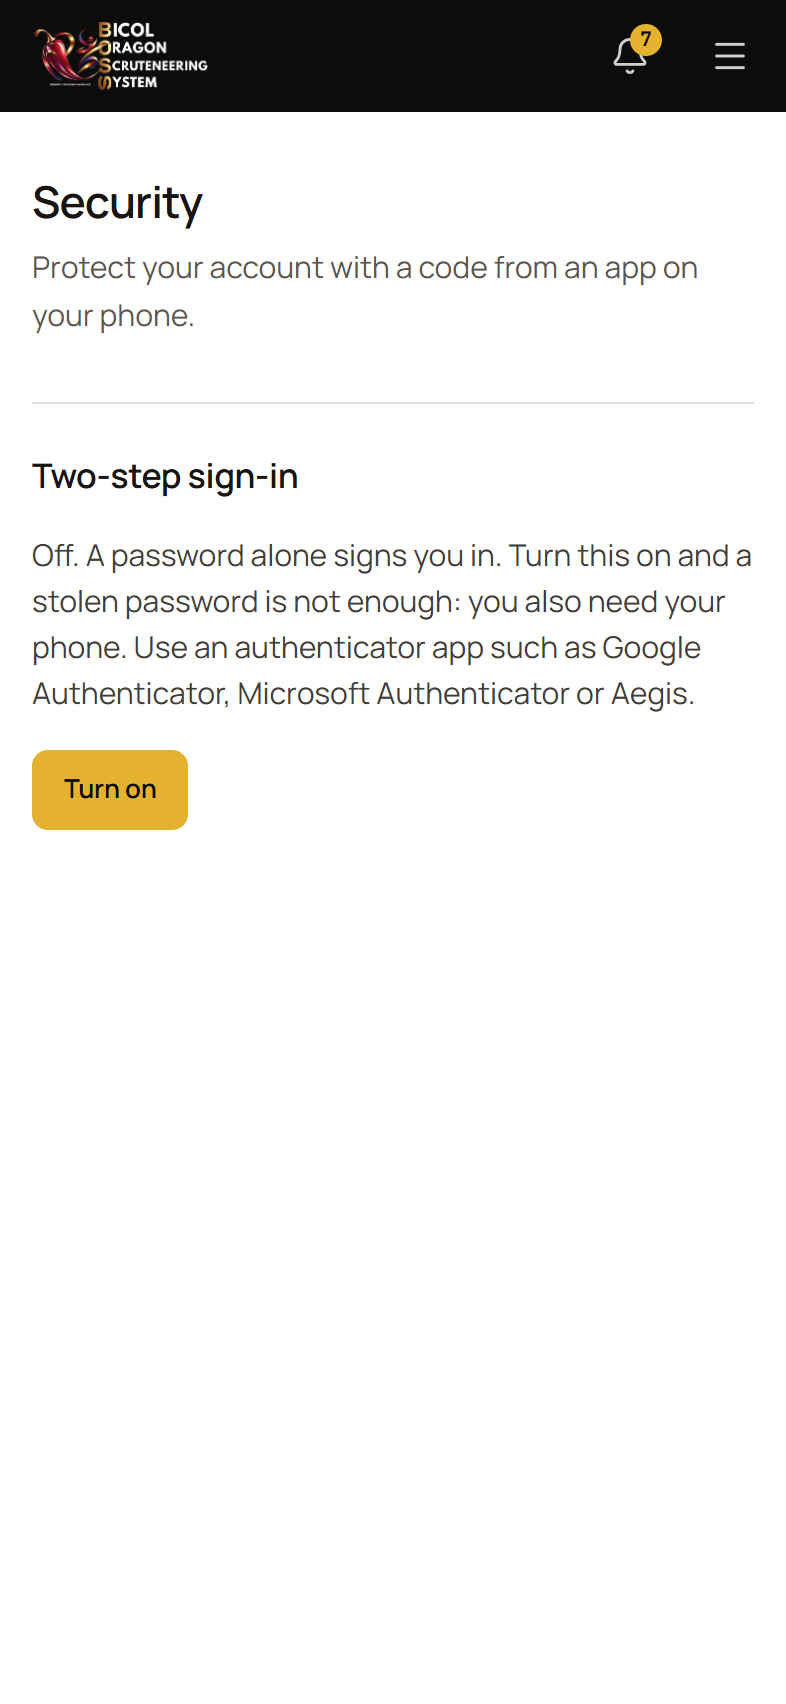 BICOL
DRAGON
SCRUTENEERING
SYSTEM
7
Security
Protect your account with a code from an app on
your phone.
Two-step sign-in
Off. A password alone signs you in. Turn this on and a
stolen password is not enough: you also need your
phone. Use an authenticator app such as Google
Authenticator, Microsoft Authenticator or Aegis.
Turn on